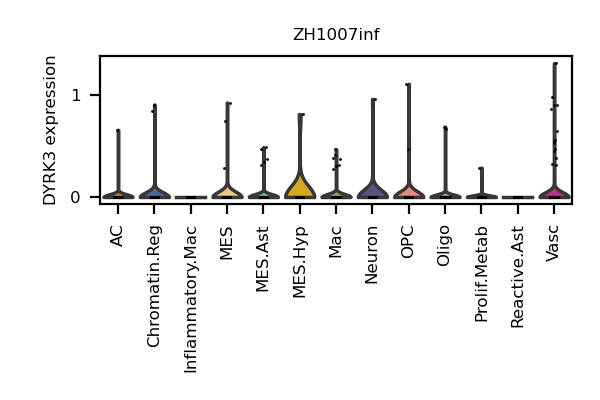 ZH1007inf
DYRK3 expression
1
0
AC
Chromatin.Reg
Inflammatory.Mac
MES
MES.Ast
MES.Hyp
Mac
Neuron
OPC
Oligo
Prolif.Metab
Reactive.Ast
Vasc